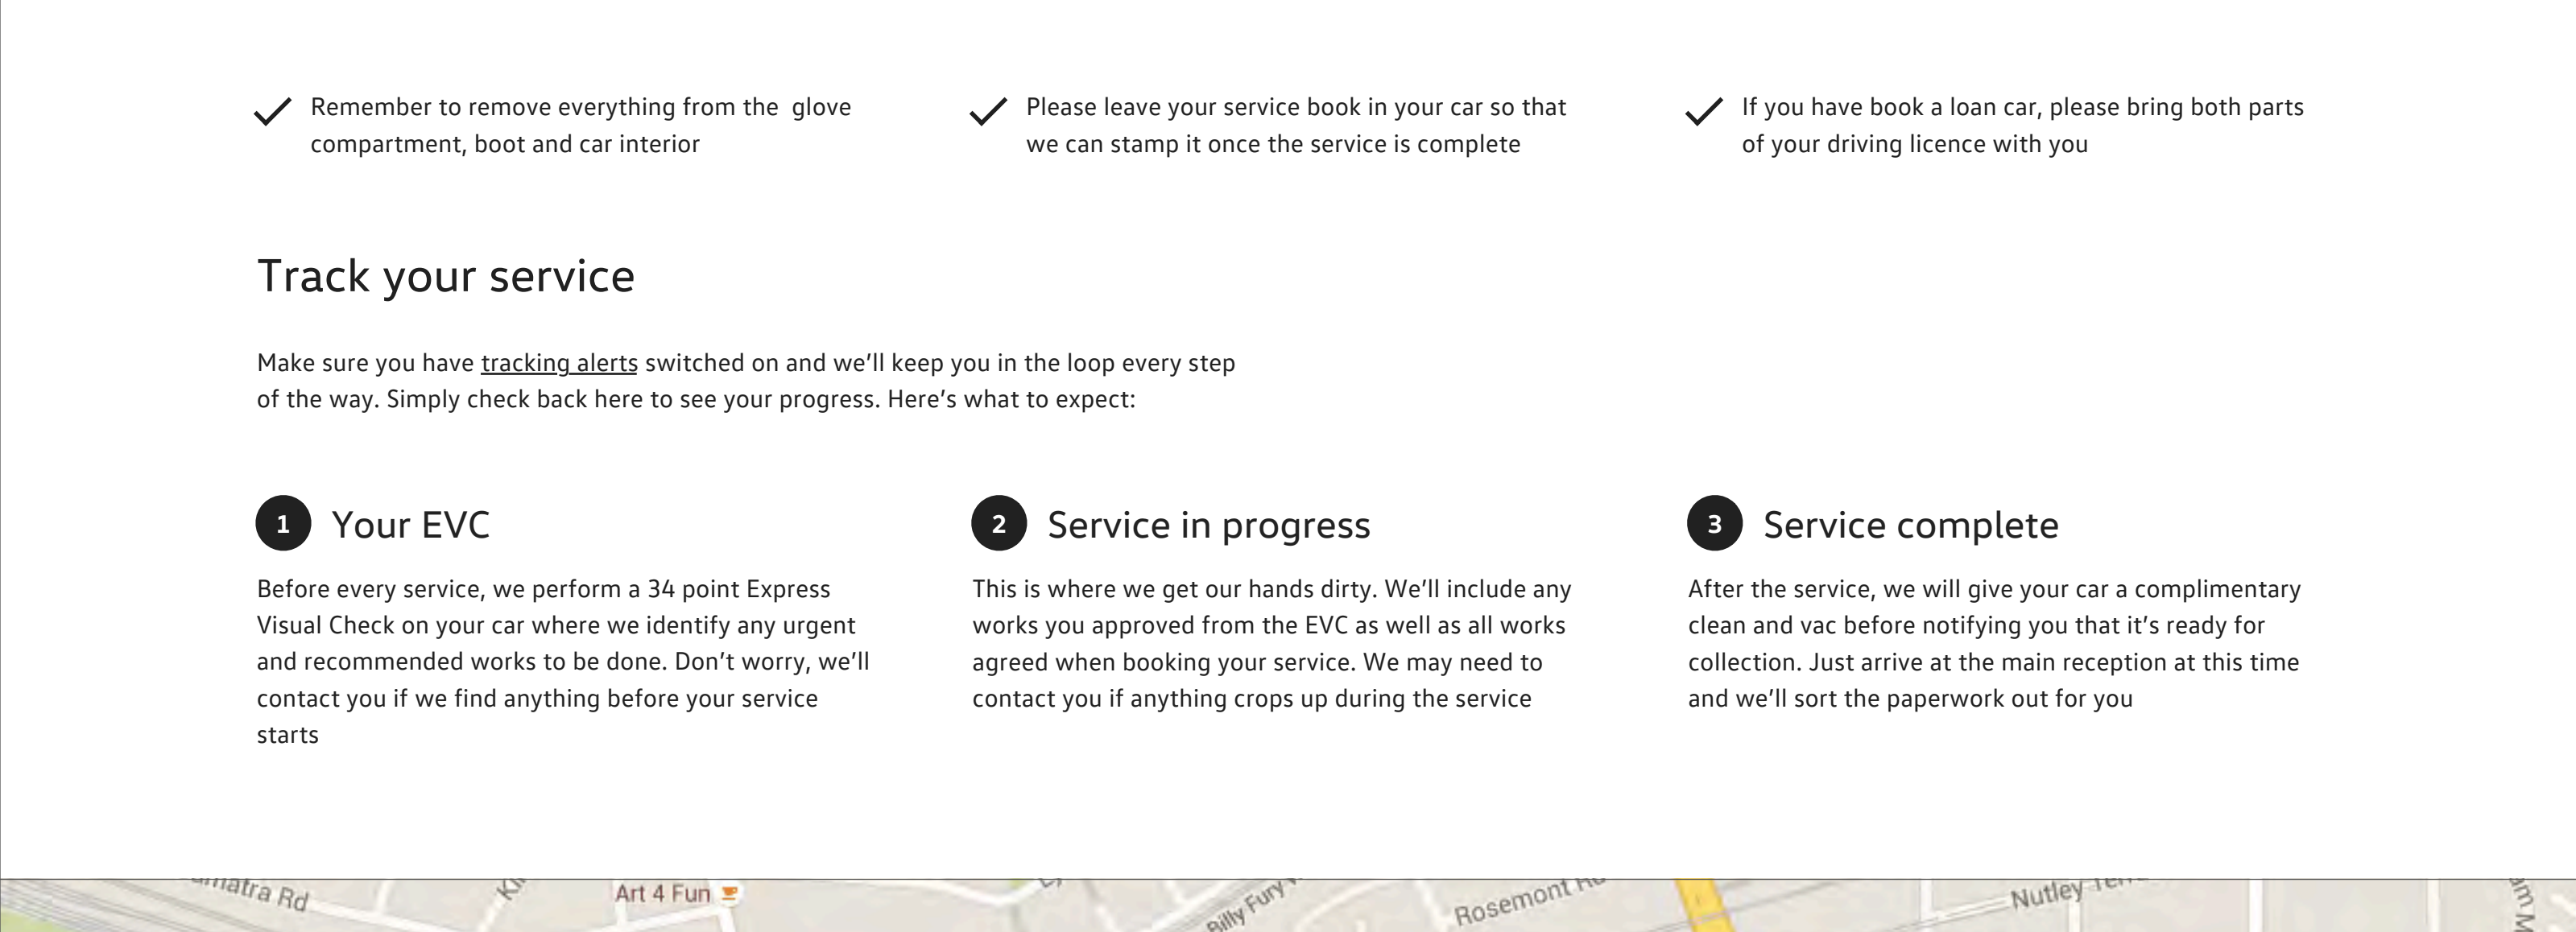 Remember to remove everything from the glove
compartment, boot and car interior
Please leave your service book in your car so that
we can stamp it once the service is complete
If you have book a loan car, please bring both parts
of your driving licence with you
Track your service
Make sure you have tracking alerts switched on and we’ll keep you in the loop every step
of the way. Simply check back here to see your progress. Here’s what to expect:
1 Your EVC
Before every service, we perform a 34 point Express
Visual Check on your car where we identify any urgent
and recommended works to be done. Don’t worry, we’ll
contact you if we find anything before your service
starts
2 Service in progress
This is where we get our hands dirty. We’ll include any
works you approved from the EVC as well as all works
agreed when booking your service. We may need to
contact you if anything crops up during the service
3 Service complete
After the service, we will give your car a complimentary
clean and vac before notifying you that it’s ready for
collection. Just arrive at the main reception at this time
and we’ll sort the paperwork out for you
Rd
Art 4 Fun
Billy Fury
Rosemont
Nutley